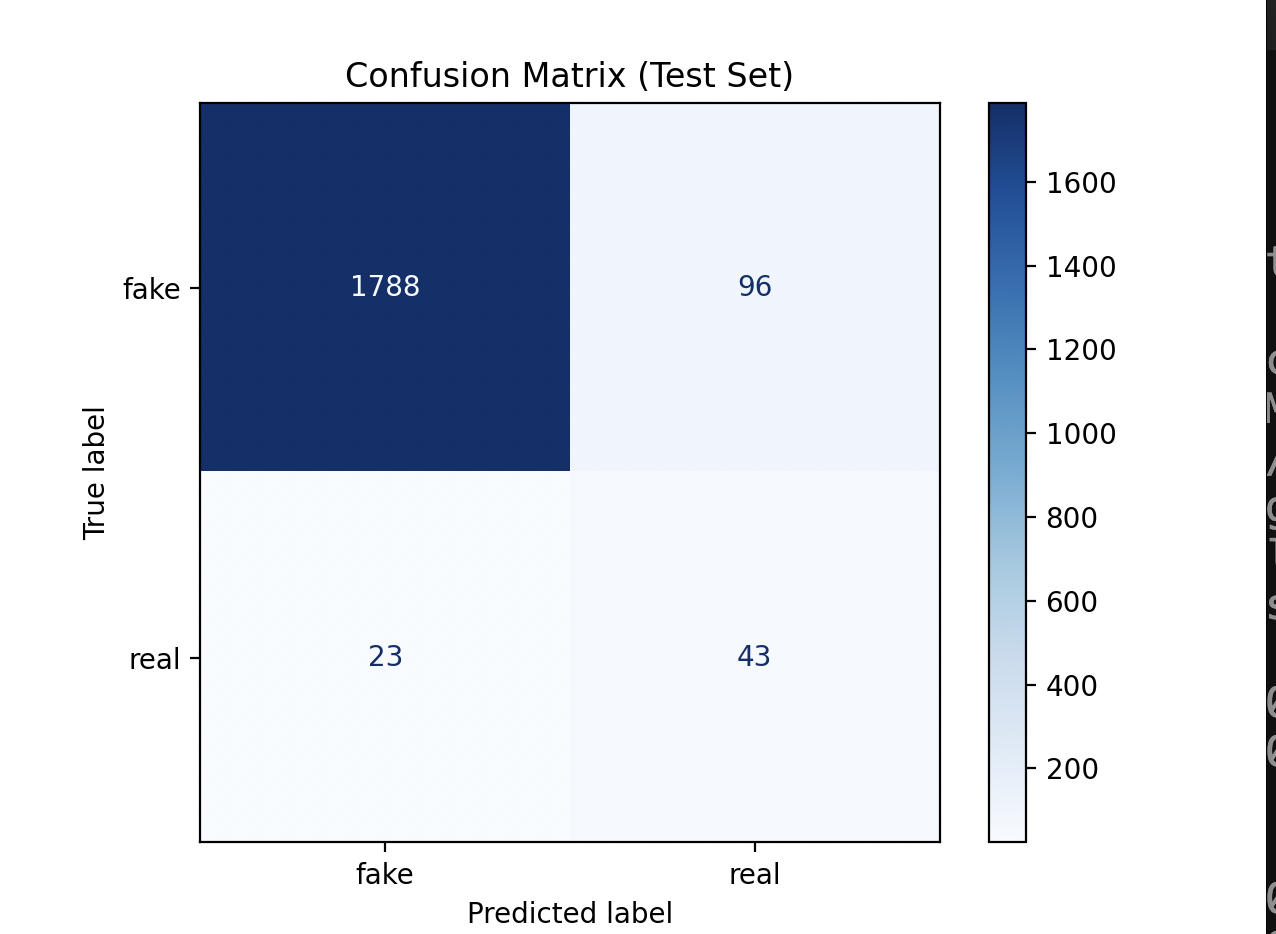 Confusion Matrix (Test Set)
1788
96
23
43
fake
real
True label
fake
real
Predicted label
1600
1400
1200
1000
800
600
400
200